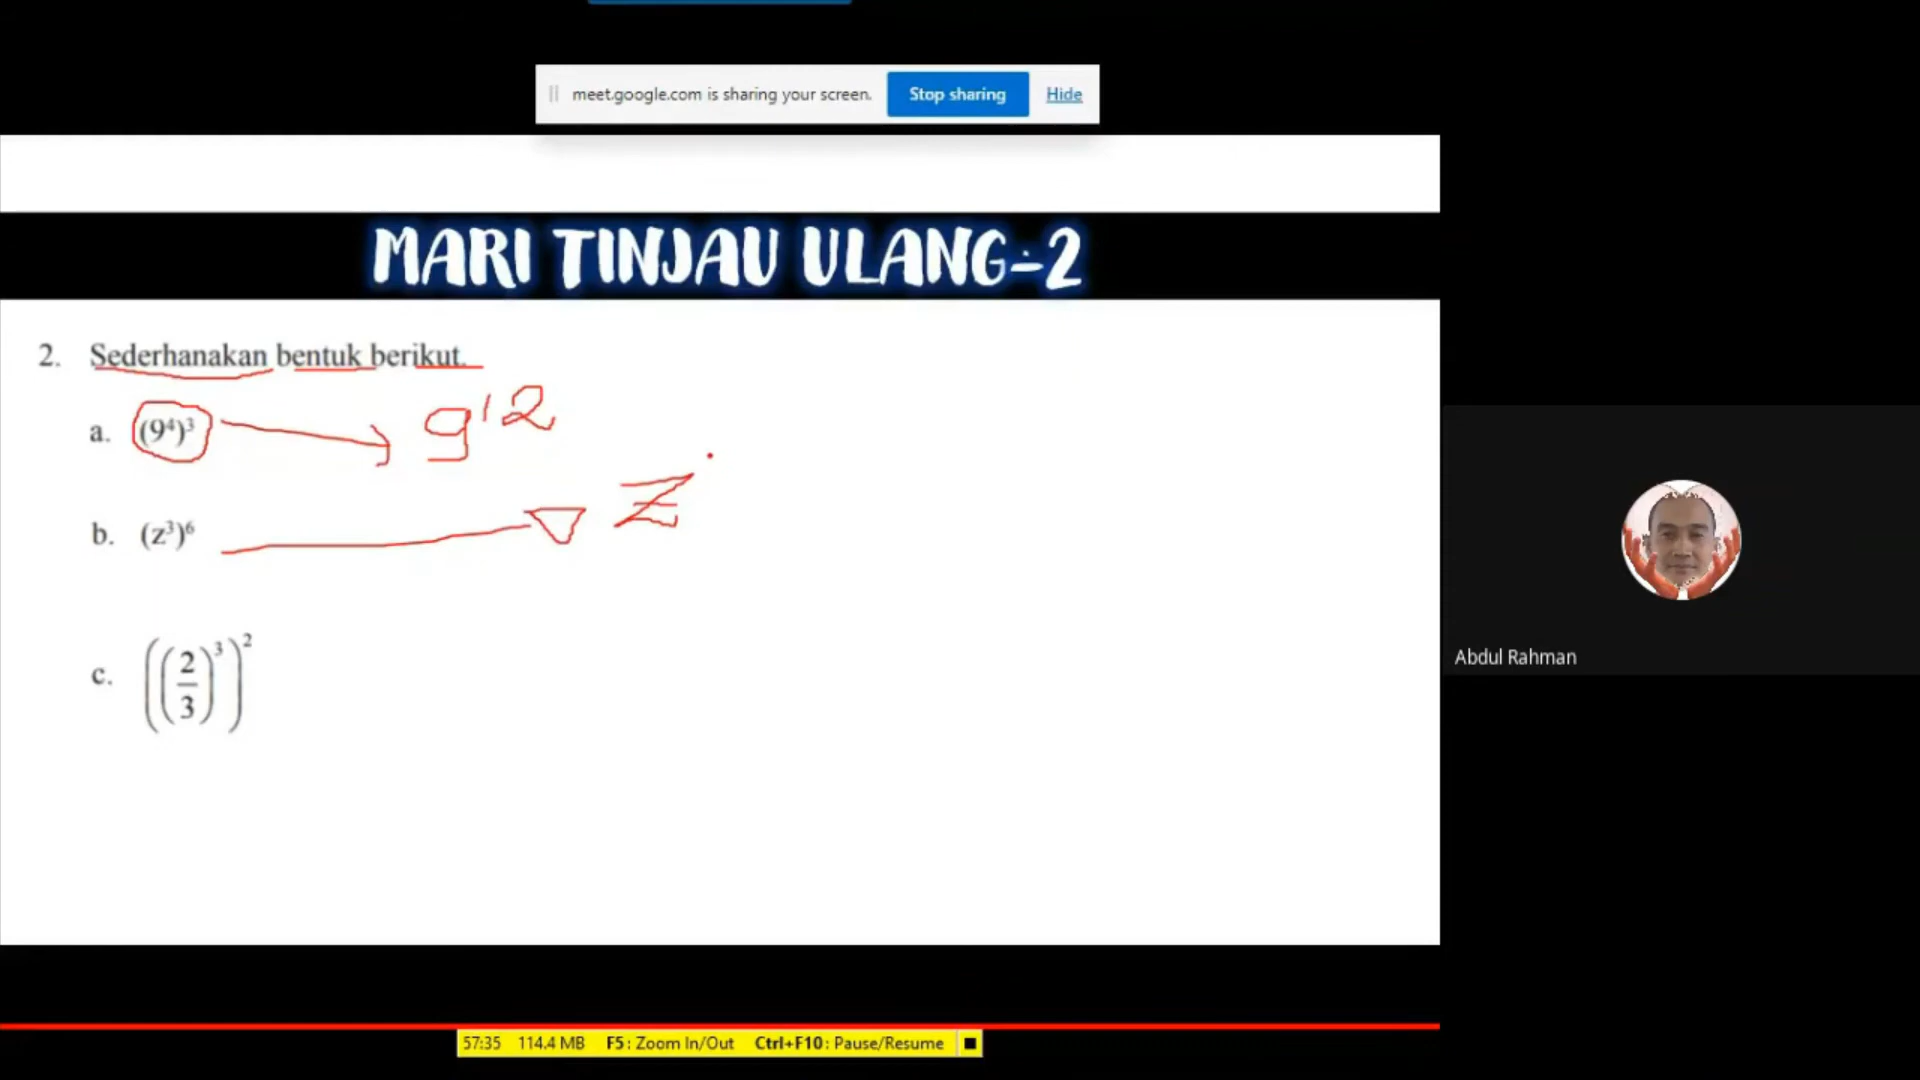 meet.google.com is sharing your screen. Stop sharing Hide
MARI TINJAU ULANG-2
2. Sederhanakan bentuk berikut.
a. (9⁴)³ → 9¹²
b. (z³)⁶ → z
c. ((2/3)³)²
Abdul Rahman
57:35 114.4 MB F5: Zoom In/Out Ctrl+F10: Pause/Resume